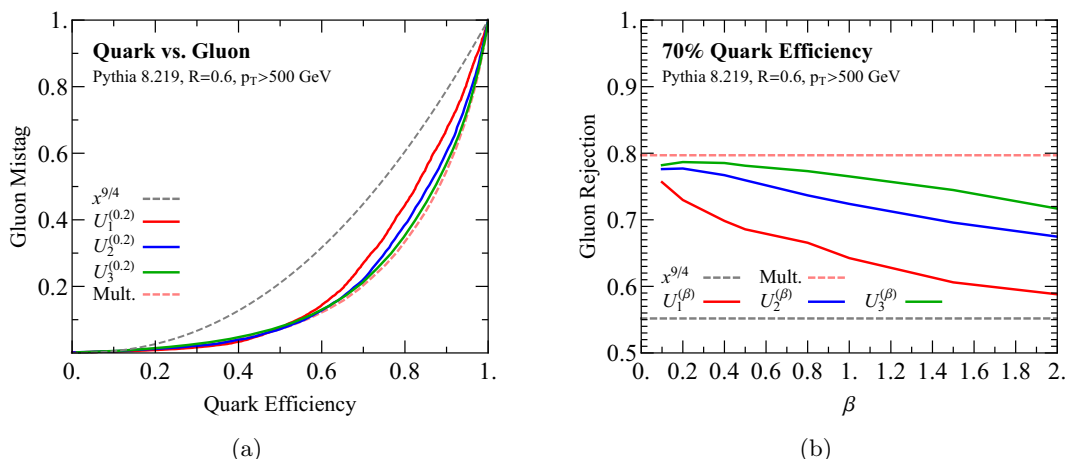 Quark vs. Gluon
Pythia 8.219, R=0.6, p_T>500 GeV
Gluon Mistag
1.
0.8
0.6
0.4
0.2
x^{9/4}
U_1^{(0.2)}
U_2^{(0.2)}
U_3^{(0.2)}
Mult.
0. 0.2 0.4 0.6 0.8 1.
Quark Efficiency
(a)
70% Quark Efficiency
Pythia 8.219, R=0.6, p_T>500 GeV
Gluon Rejection
1.
0.9
0.8
0.7
0.6
0.5
x^{9/4} Mult.
U_1^{(β)} U_2^{(β)} U_3^{(β)}
0. 0.2 0.4 0.6 0.8 1. 1.2 1.4 1.6 1.8 2.
β
(b)